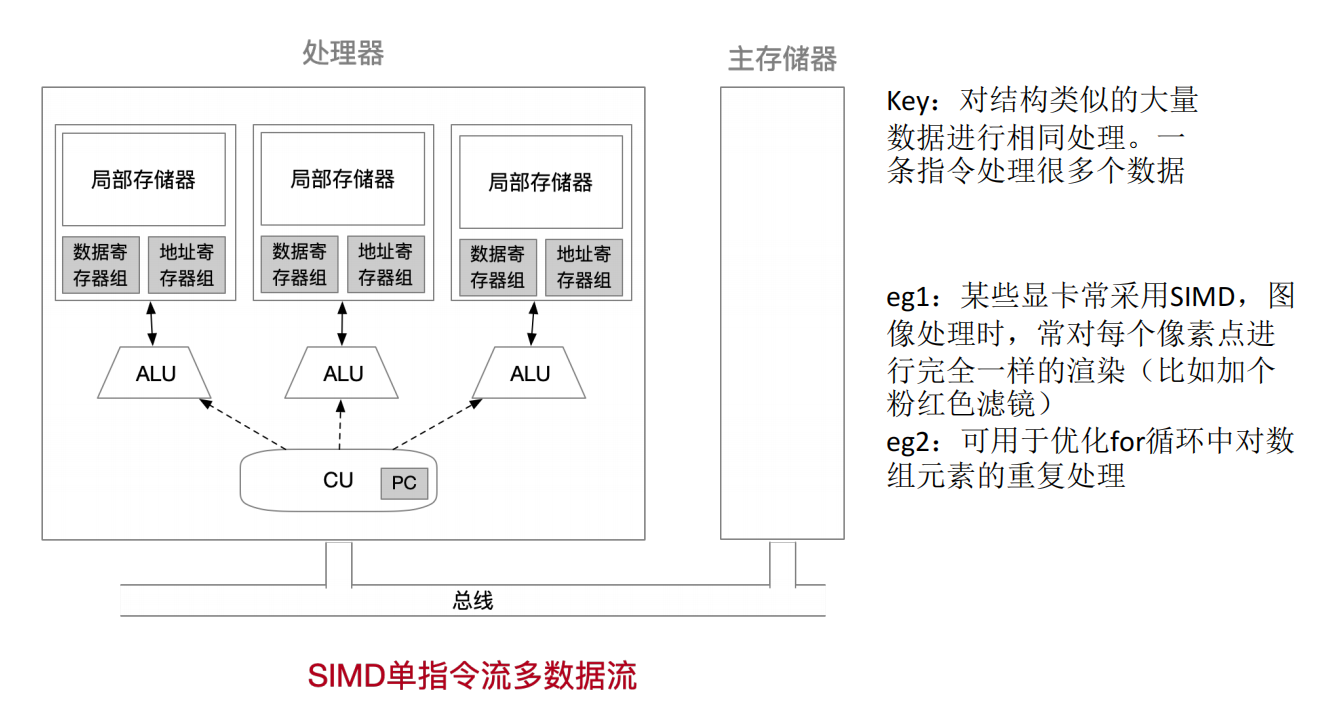 处理器
主存储器
局部存储器
数据寄
存器组
地址寄
存器组
局部存储器
数据寄
存器组
地址寄
存器组
局部存储器
数据寄
存器组
地址寄
存器组
ALU
ALU
ALU
CU
PC
总线
SIMD单指令流多数据流
Key：对结构类似的大量
数据进行相同处理。一
条指令处理很多个数据
eg1：某些显卡常采用SIMD，图
像处理时，常对每个像素点进
行完全一样的渲染（比如加个
粉红色滤镜）
eg2：可用于优化for循环中对数
组元素的重复处理